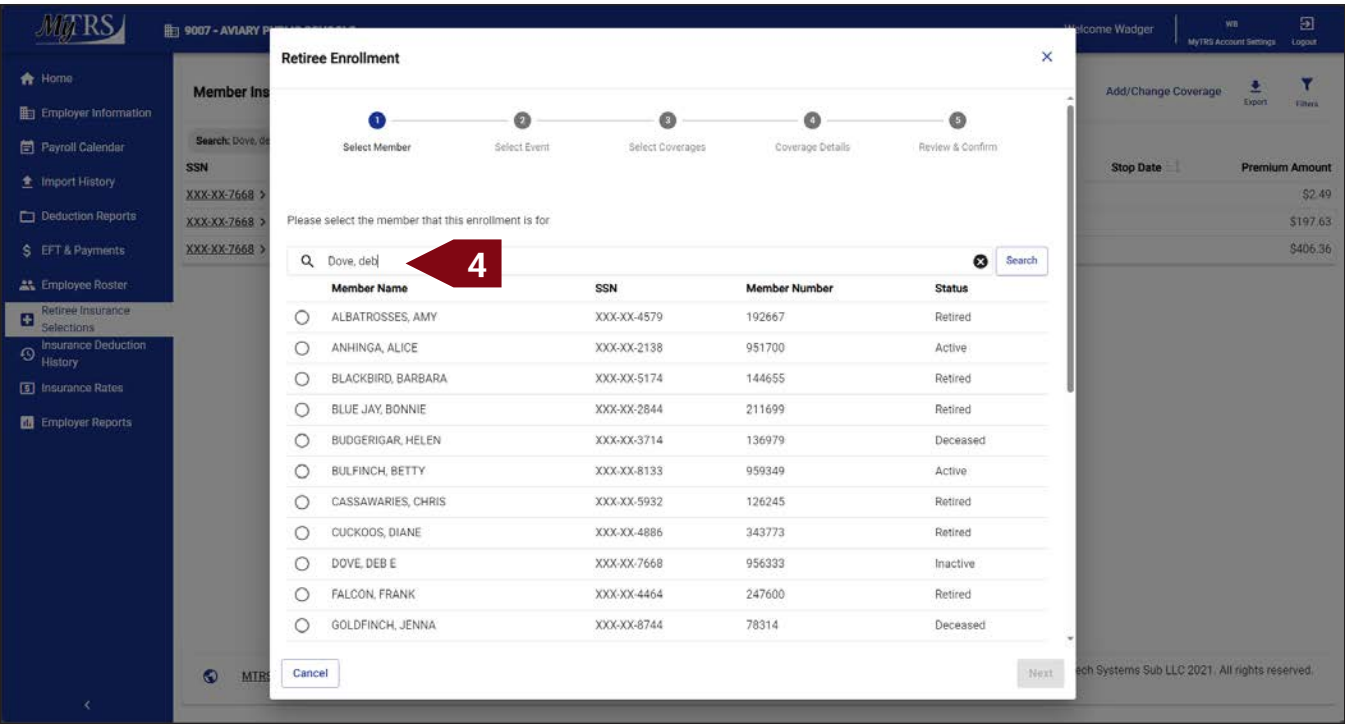 MyTRS
9007 - AVIARY P
Welcome Wadger
WB
MyTRS Account Settings
Logout
Home
Employer Information
Payroll Calendar
Import History
Deduction Reports
EFT & Payments
Employee Roster
Retiree Insurance
Selections
Insurance Deduction
History
Insurance Rates
Employer Reports
Member Ins
Add/Change Coverage
Export
Filters
Search: Dove, de
SSN
Stop Date
Premium Amount
XXX-XX-7668 >
$2.49
XXX-XX-7668 >
$197.63
XXX-XX-7668 >
$406.36
Retiree Enrollment
1
2
3
4
5
Select Member
Select Event
Select Coverages
Coverage Details
Review & Confirm
Please select the member that this enrollment is for
Dove, deb
4
Search
Member Name SSN Member Number Status
ALBATROSSES, AMY XXX-XX-4579 192667 Retired
ANHINGA, ALICE XXX-XX-2138 951700 Active
BLACKBIRD, BARBARA XXX-XX-5174 144655 Retired
BLUE JAY, BONNIE XXX-XX-2844 211699 Retired
BUDGERIGAR, HELEN XXX-XX-3714 136979 Deceased
BULFINCH, BETTY XXX-XX-8133 959349 Active
CASSAWARIES, CHRIS XXX-XX-5932 126245 Retired
CUCKOOS, DIANE XXX-XX-4886 343773 Retired
DOVE, DEB E XXX-XX-7668 956333 Inactive
FALCON, FRANK XXX-XX-4464 247600 Retired
GOLDFINCH, JENNA XXX-XX-8744 78314 Deceased
Cancel
Next
MTRS
ech Systems Sub LLC 2021. All rights reserved.